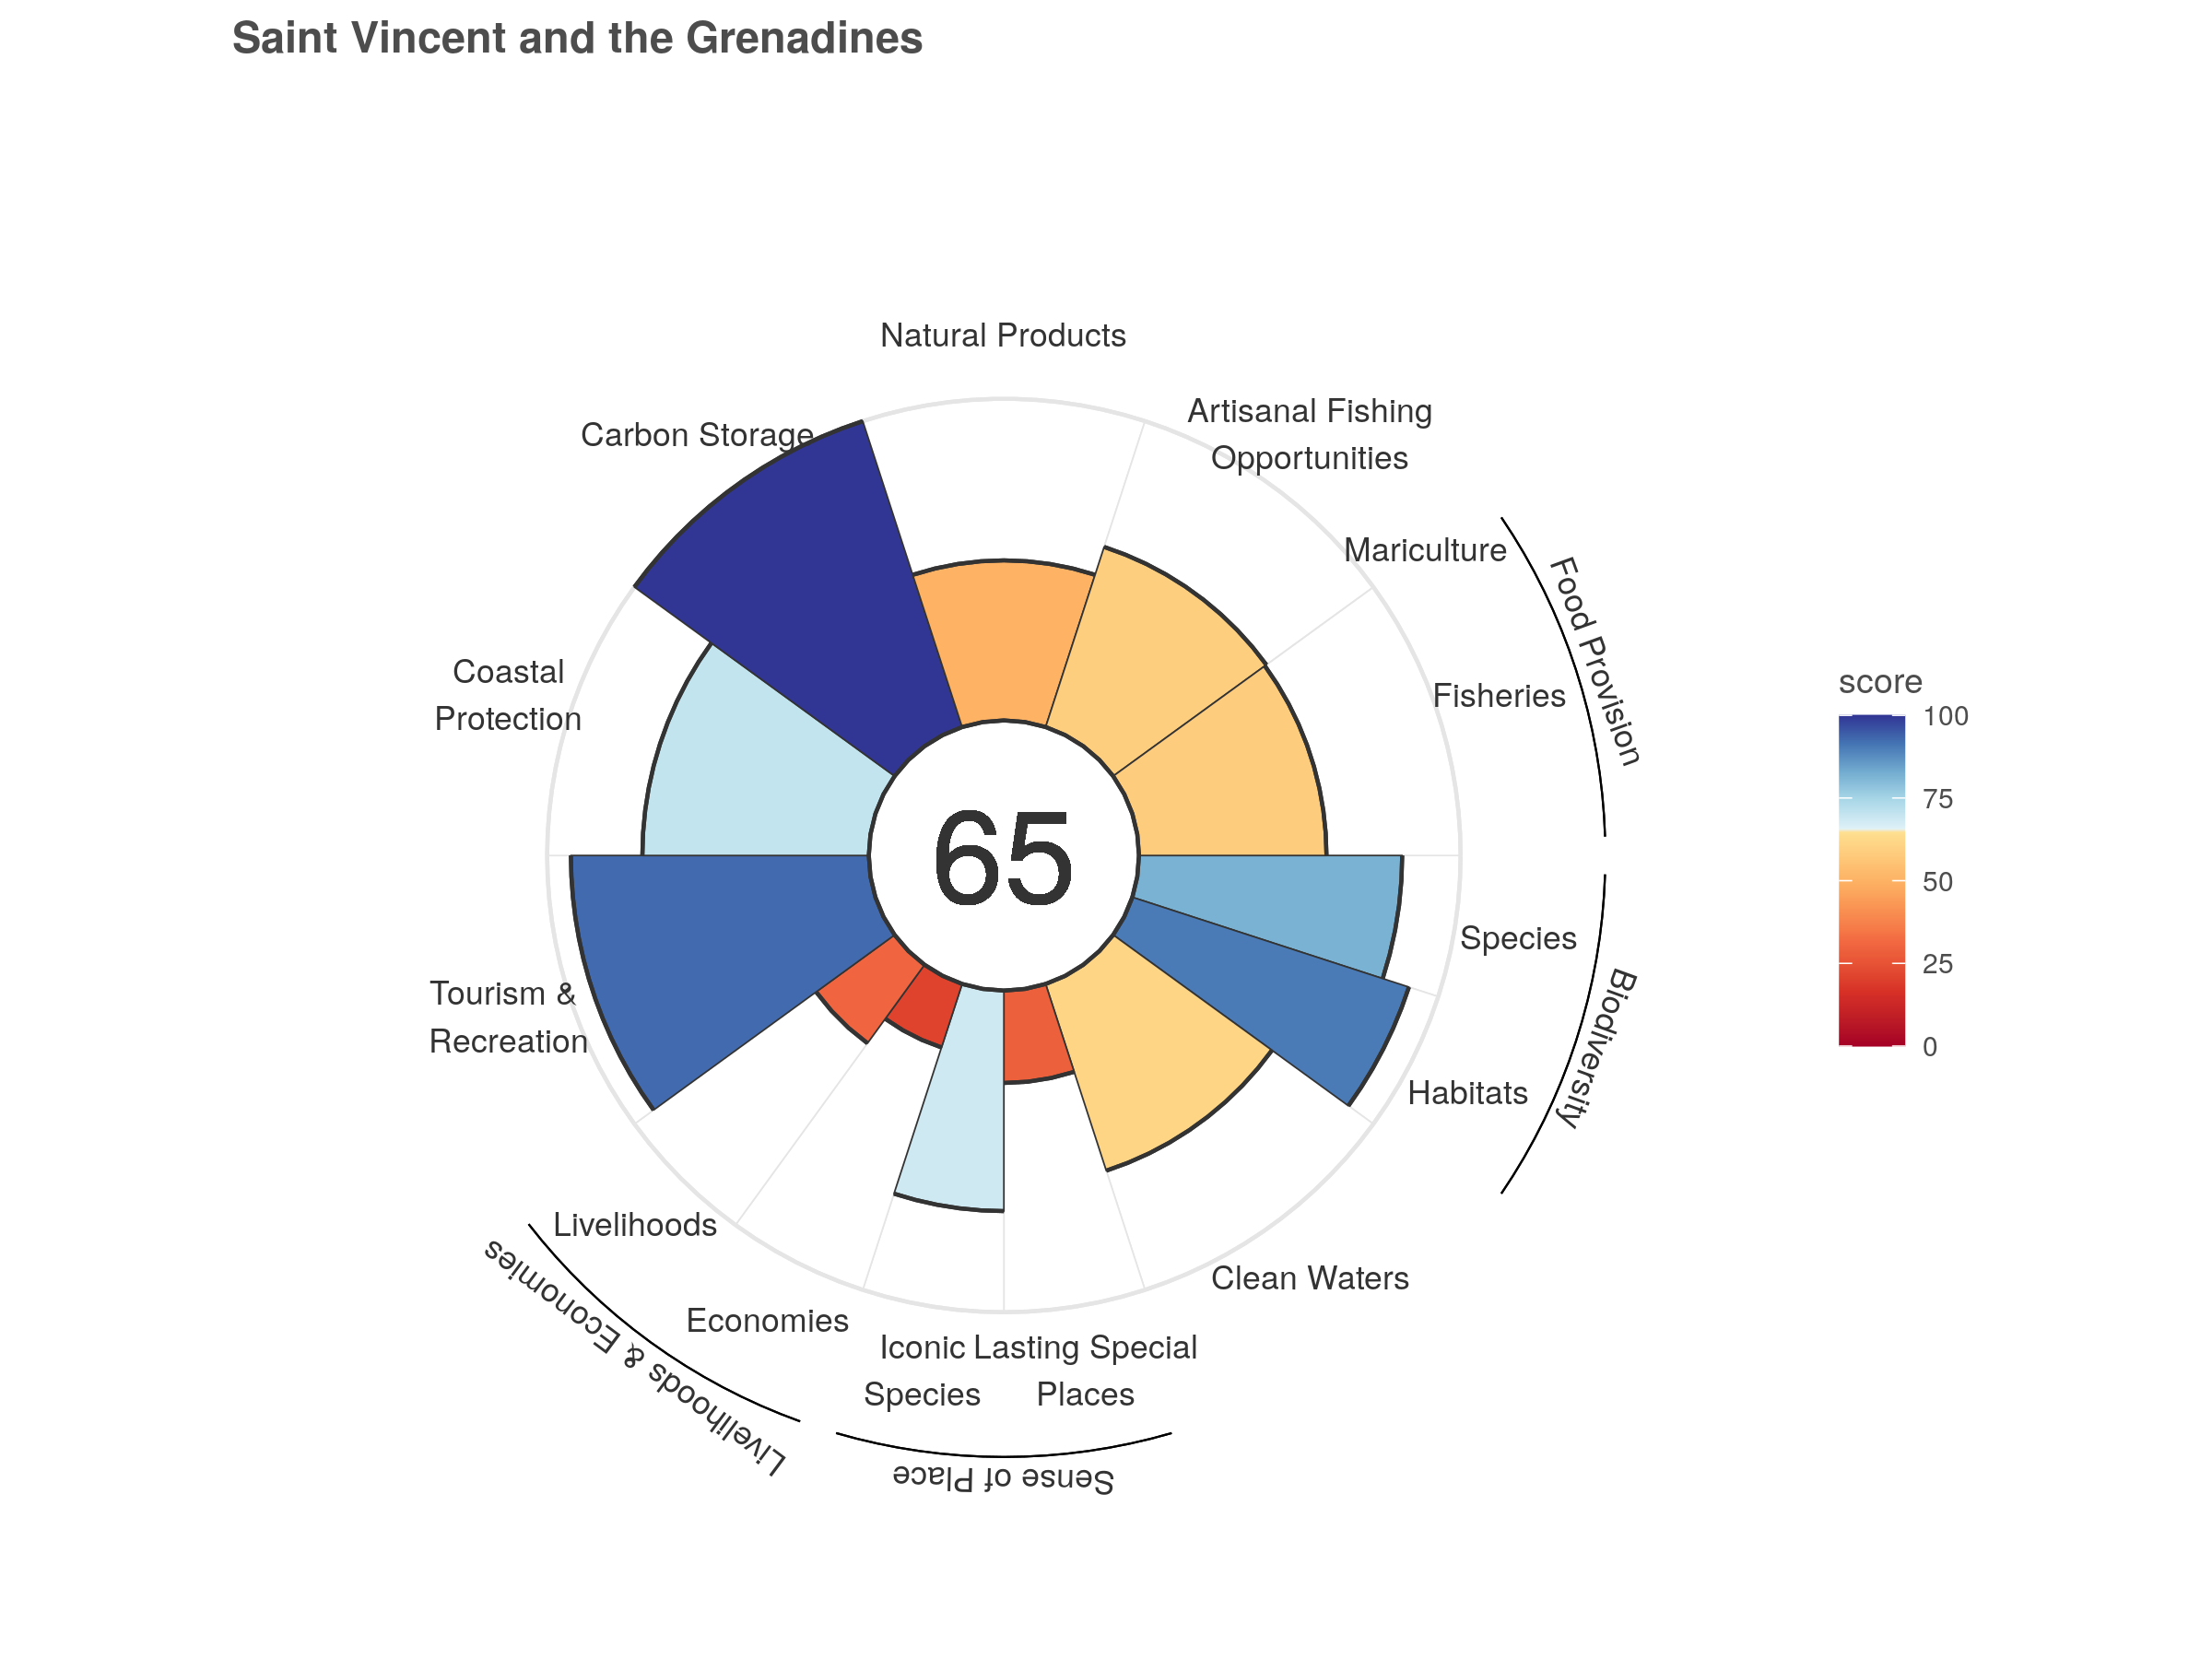 Saint Vincent and the Grenadines
Natural Products
Artisanal Fishing
Opportunities
Carbon Storage
Mariculture
Food Provision
Fisheries
Coastal
Protection
score
100
75
50
25
0
65
Species
Biodiversity
Tourism &
Recreation
Habitats
Livelihoods
Livelihoods & Economies
Clean Waters
Economies
Iconic
Species
Lasting Special
Places
Sense of Place